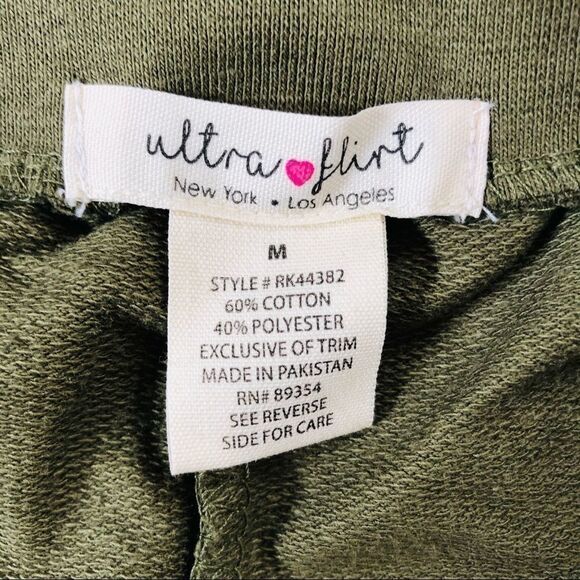 ultra flirt
New York • Los Angeles
M
STYLE# RK44382
60% COTTON
40% POLYESTER
EXCLUSIVE OF TRIM
MADE IN PAKISTAN
RN# 89354
SEE REVERSE
SIDE FOR CARE